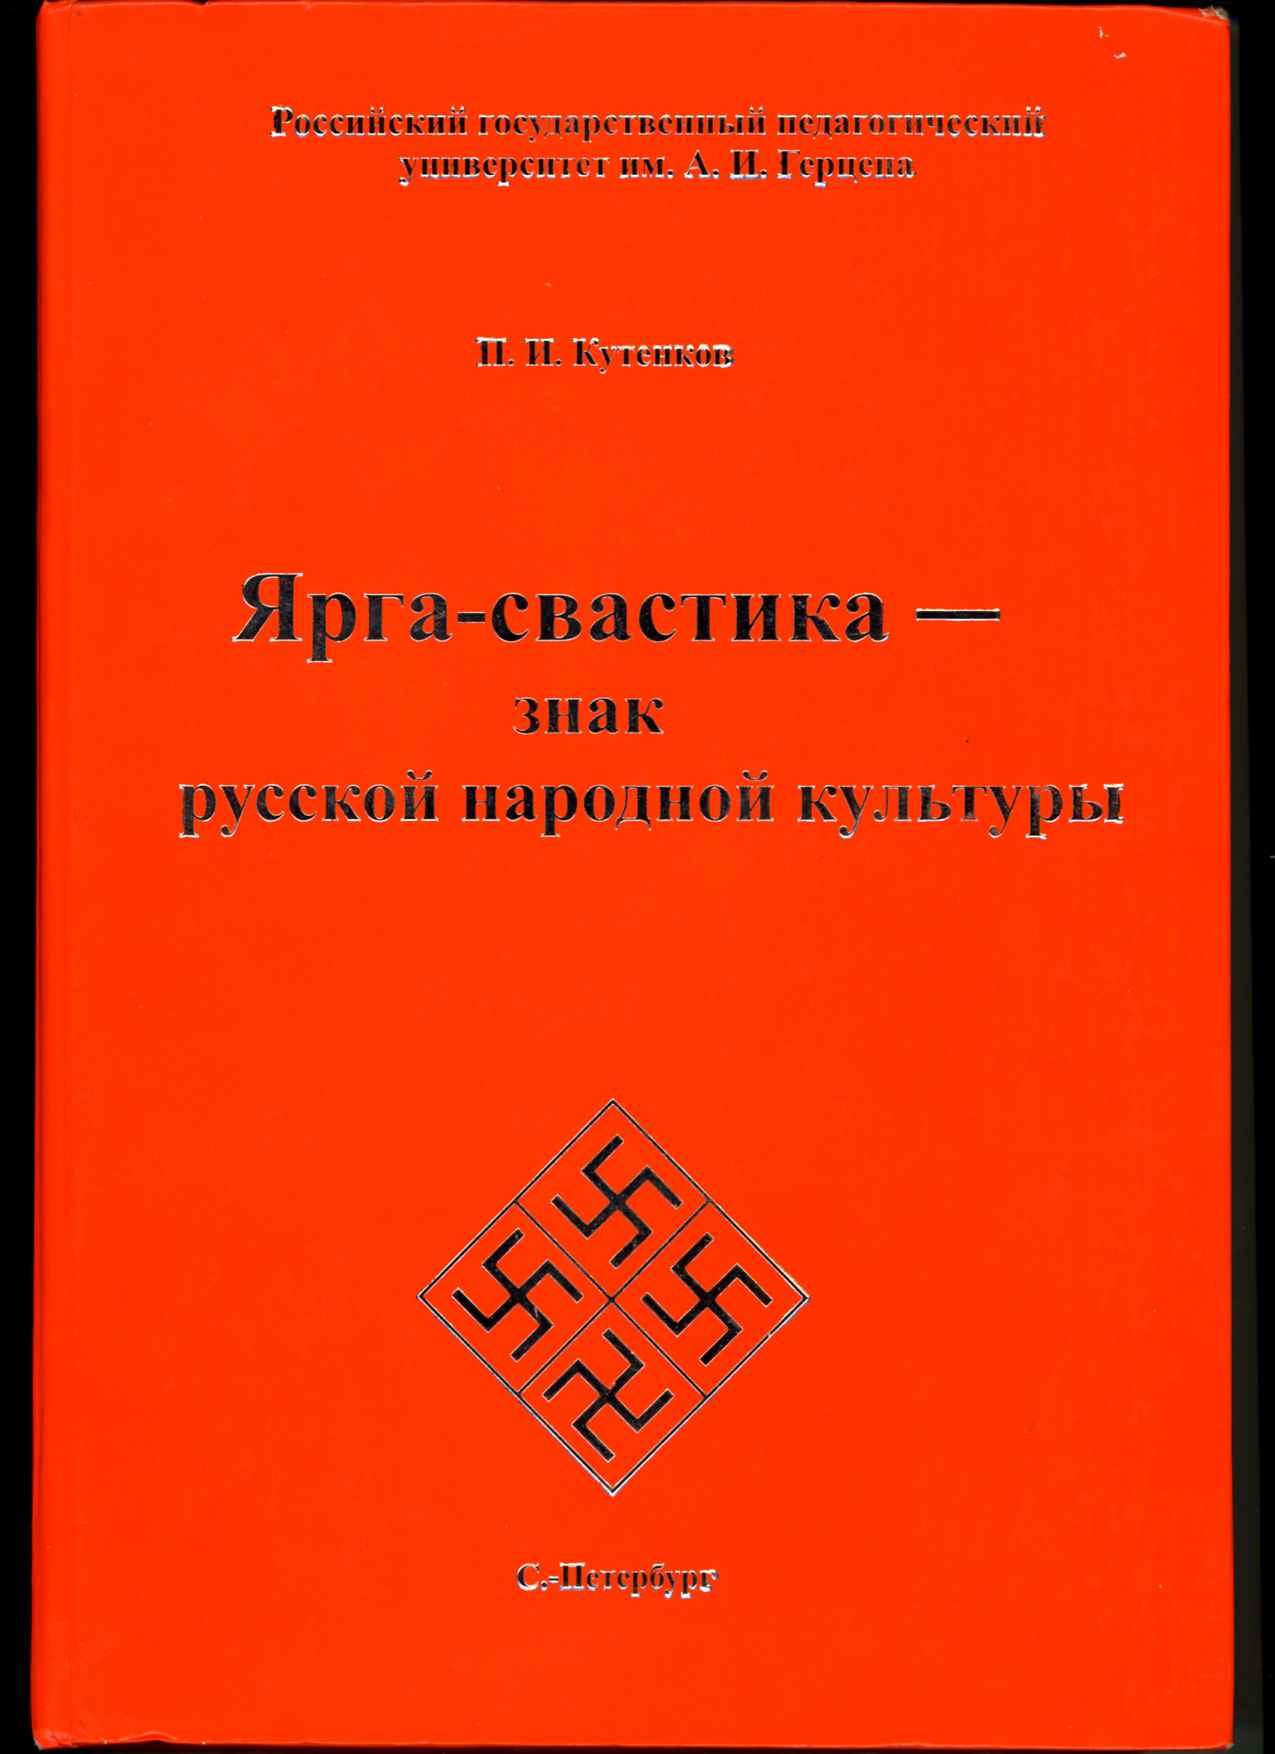 Российский государственный педагогический
университет им. А. И. Герцена
П. И. Кутенков
Ярга-свастика —
знак
русской народной культуры
С.-Петербург